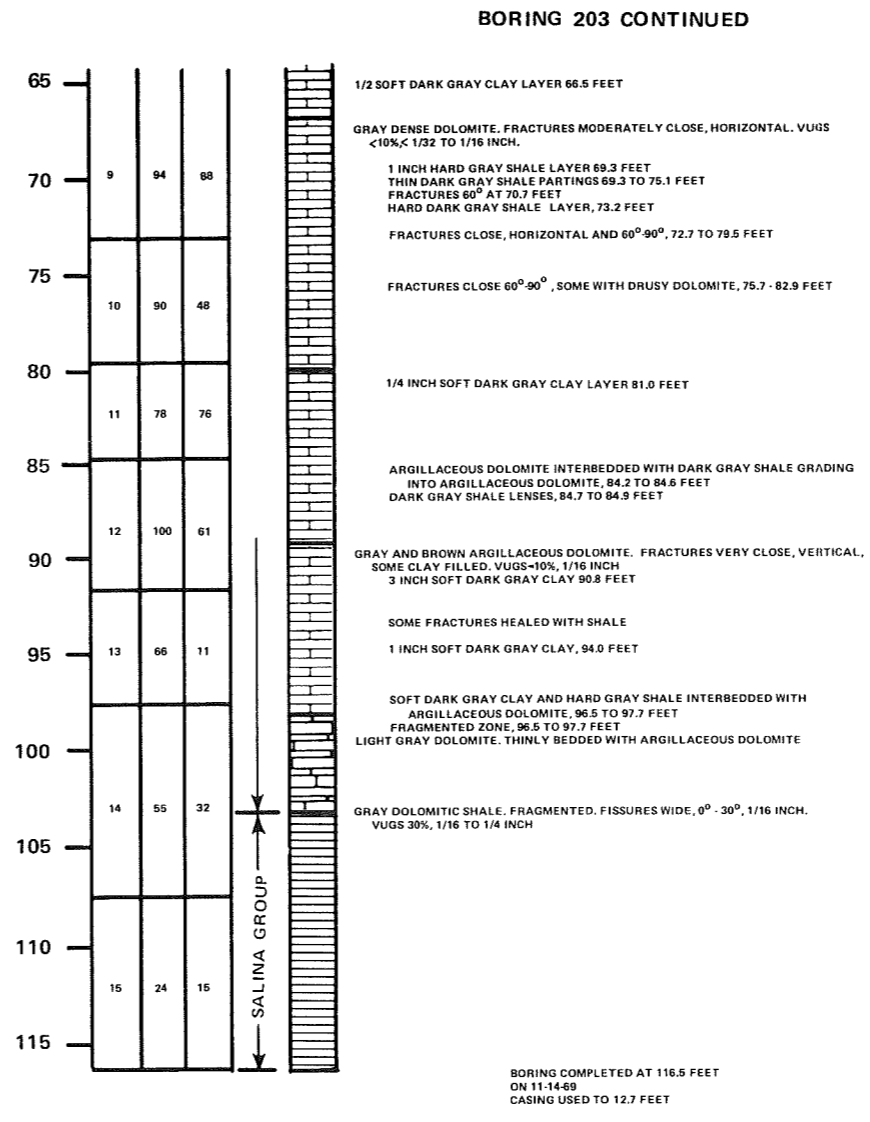 BORING 203 CONTINUED
65
1/2 SOFT DARK GRAY CLAY LAYER 66.5 FEET
GRAY DENSE DOLOMITE. FRACTURES MODERATELY CLOSE, HORIZONTAL. VUGS
<10%,< 1/32 TO 1/16 INCH.
1 INCH HARD GRAY SHALE LAYER 69.3 FEET
70
9 94 88
THIN DARK GRAY SHALE PARTINGS 69.3 TO 75.1 FEET
FRACTURES 60° AT 70.7 FEET
HARD DARK GRAY SHALE LAYER, 73.2 FEET
FRACTURES CLOSE, HORIZONTAL AND 60°-90°, 72.7 TO 79.5 FEET
75
FRACTURES CLOSE 60°-90°, SOME WITH DRUSY DOLOMITE, 75.7 - 82.9 FEET
10 90 48
80
1/4 INCH SOFT DARK GRAY CLAY LAYER 81.0 FEET
11 78 76
85
ARGILLACEOUS DOLOMITE INTERBEDDED WITH DARK GRAY SHALE GRADING
INTO ARGILLACEOUS DOLOMITE, 84.2 TO 84.6 FEET
DARK GRAY SHALE LENSES, 84.7 TO 84.9 FEET
12 100 61
90
GRAY AND BROWN ARGILLACEOUS DOLOMITE. FRACTURES VERY CLOSE, VERTICAL,
SOME CLAY FILLED. VUGS~10%, 1/16 INCH
3 INCH SOFT DARK GRAY CLAY 90.8 FEET
SOME FRACTURES HEALED WITH SHALE
95
13 66 11
1 INCH SOFT DARK GRAY CLAY, 94.0 FEET
SOFT DARK GRAY CLAY AND HARD GRAY SHALE INTERBEDDED WITH
ARGILLACEOUS DOLOMITE, 96.5 TO 97.7 FEET
FRAGMENTED ZONE, 96.5 TO 97.7 FEET
LIGHT GRAY DOLOMITE. THINLY BEDDED WITH ARGILLACEOUS DOLOMITE
100
14 55 32
GRAY DOLOMITIC SHALE. FRAGMENTED. FISSURES WIDE, 0° - 30°, 1/16 INCH.
VUGS 30%, 1/16 TO 1/4 INCH
105
SALINA GROUP
110
15 24 15
115
BORING COMPLETED AT 116.5 FEET
ON 11-14-69
CASING USED TO 12.7 FEET